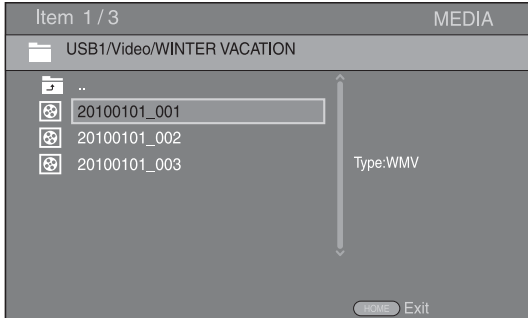 Item 1/3 MEDIA
USB1/Video/WINTER VACATION
..
20100101_001
20100101_002
20100101_003
Type:WMV
HOME Exit